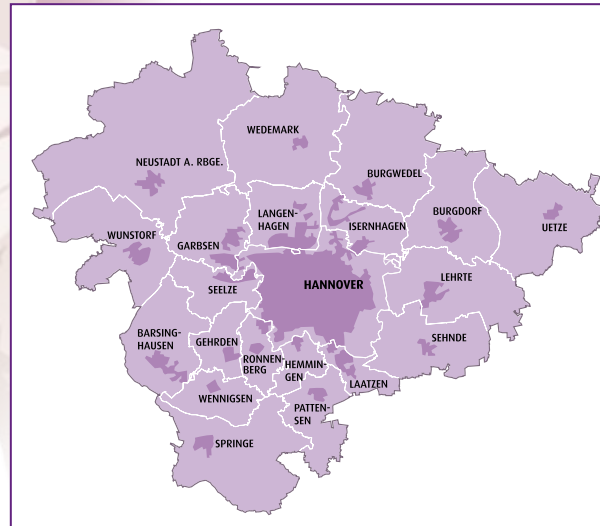 WEDEMARK
NEUSTADT A. RBGE.
BURGWEDEL
LANGEN-
HAGEN
BURGDORF
ISERNHAGEN
UETZE
WUNSTORF
GARBSEN
LEHRTE
SEELZE
HANNOVER
BARSING-
HAUSEN
GEHRDEN
SEHNDE
RONNEN-
BERG
HEMMIN-
GEN
LAATZEN
WENNIGSEN
PATTEN-
SEN
SPRINGE